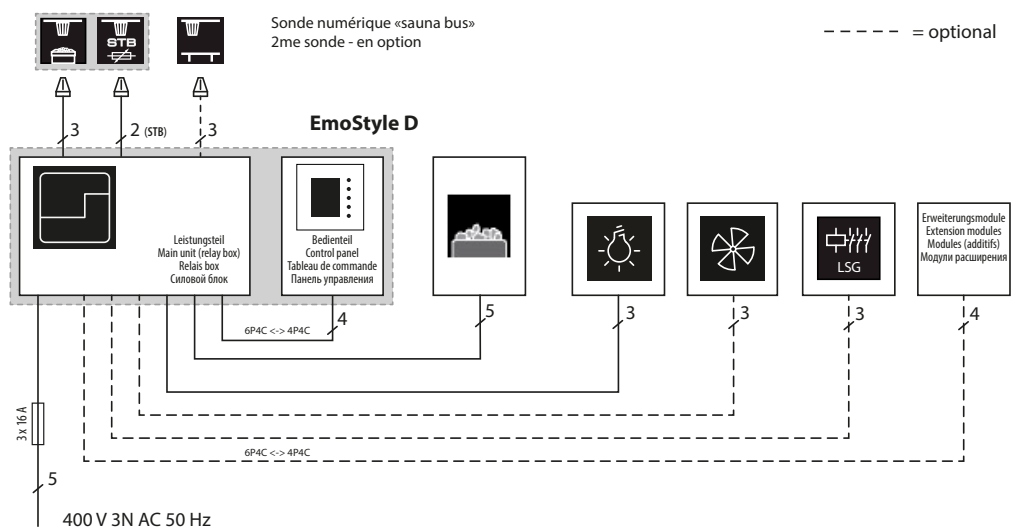 Sonde numérique «sauna bus»
2me sonde - en option
= optional
STB
3
2 (STB)
3
EmoStyle D
Leistungsteil
Main unit (relay box)
Relais box
Силовой блок
Bedienteil
Control panel
Tableau de commande
Панель управления
LSG
Erweiterungsmodule
Extension modules
Modules (additifs)
Модули расширения
4
5
3
3
3
4
6P4C <-> 4P4C
3 x 16 A
6P4C <-> 4P4C
5
400 V 3N AC 50 Hz